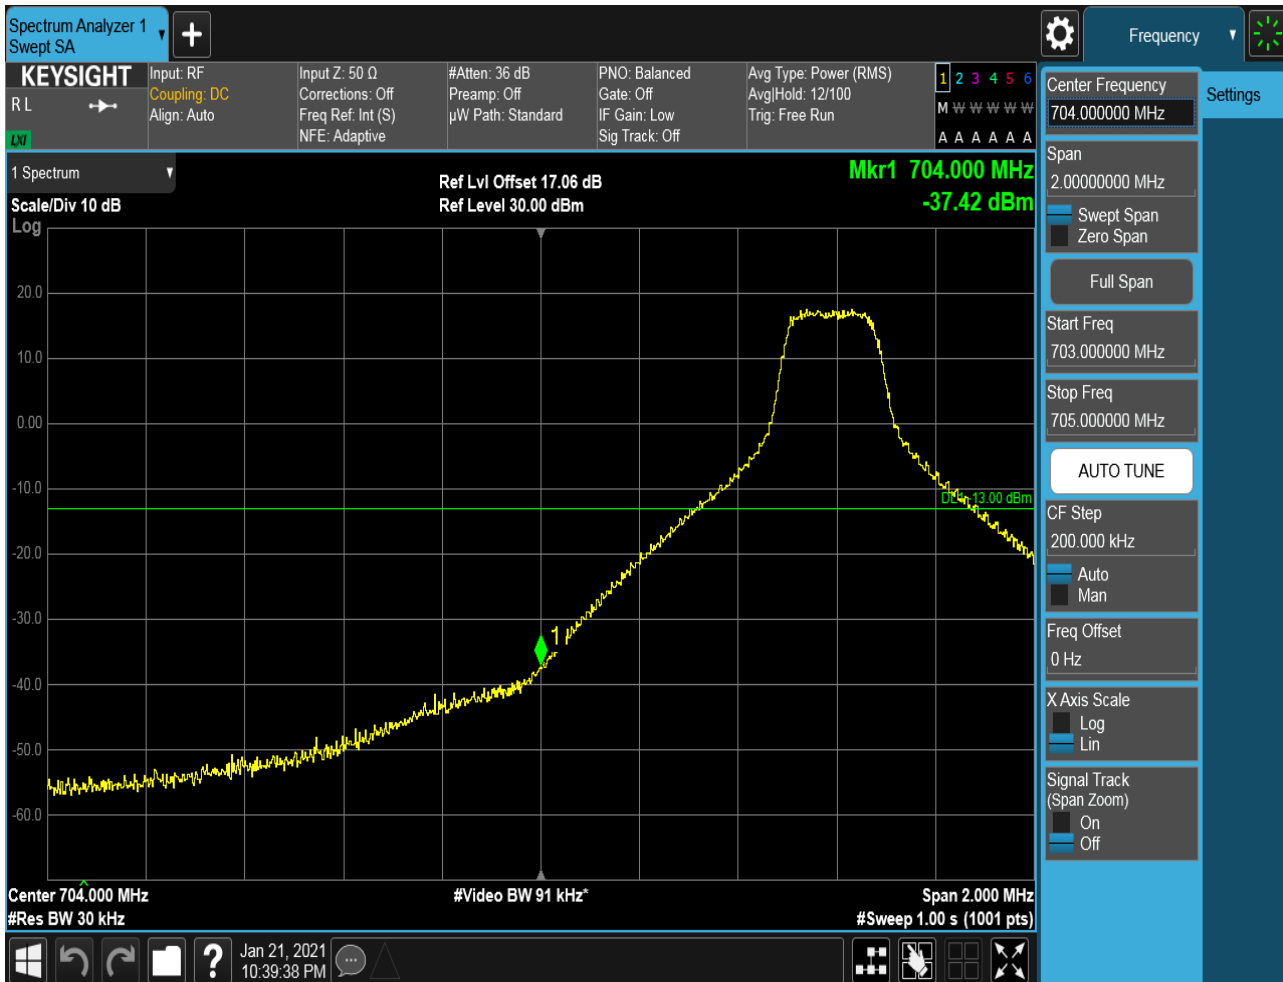 Spectrum Analyzer 1
Swept SA
Frequency
KEYSIGHT
R L
LXI
Input: RF
Coupling: DC
Align: Auto
Input Z: 50 Ω
Corrections: Off
Freq Ref: Int (S)
NFE: Adaptive
#Atten: 36 dB
Preamp: Off
µW Path: Standard
PNO: Balanced
Gate: Off
IF Gain: Low
Sig Track: Off
Avg Type: Power (RMS)
Avg|Hold: 12/100
Trig: Free Run
1 2 3 4 5 6
M W W W W W
A A A A A A
1 Spectrum
Scale/Div 10 dB
Log
Ref Lvl Offset 17.06 dB
Ref Level 30.00 dBm
Mkr1 704.000 MHz
-37.42 dBm
20.0
10.0
0.00
-10.0
-20.0
-30.0
-40.0
-50.0
-60.0
DL1 -13.00 dBm
1
Center 704.000 MHz
#Res BW 30 kHz
#Video BW 91 kHz*
Span 2.000 MHz
#Sweep 1.00 s (1001 pts)
Center Frequency
704.000000 MHz
Settings
Span
2.00000000 MHz
Swept Span
Zero Span
Full Span
Start Freq
703.000000 MHz
Stop Freq
705.000000 MHz
AUTO TUNE
CF Step
200.000 kHz
Auto
Man
Freq Offset
0 Hz
X Axis Scale
Log
Lin
Signal Track
(Span Zoom)
On
Off
?
Jan 21, 2021
10:39:38 PM